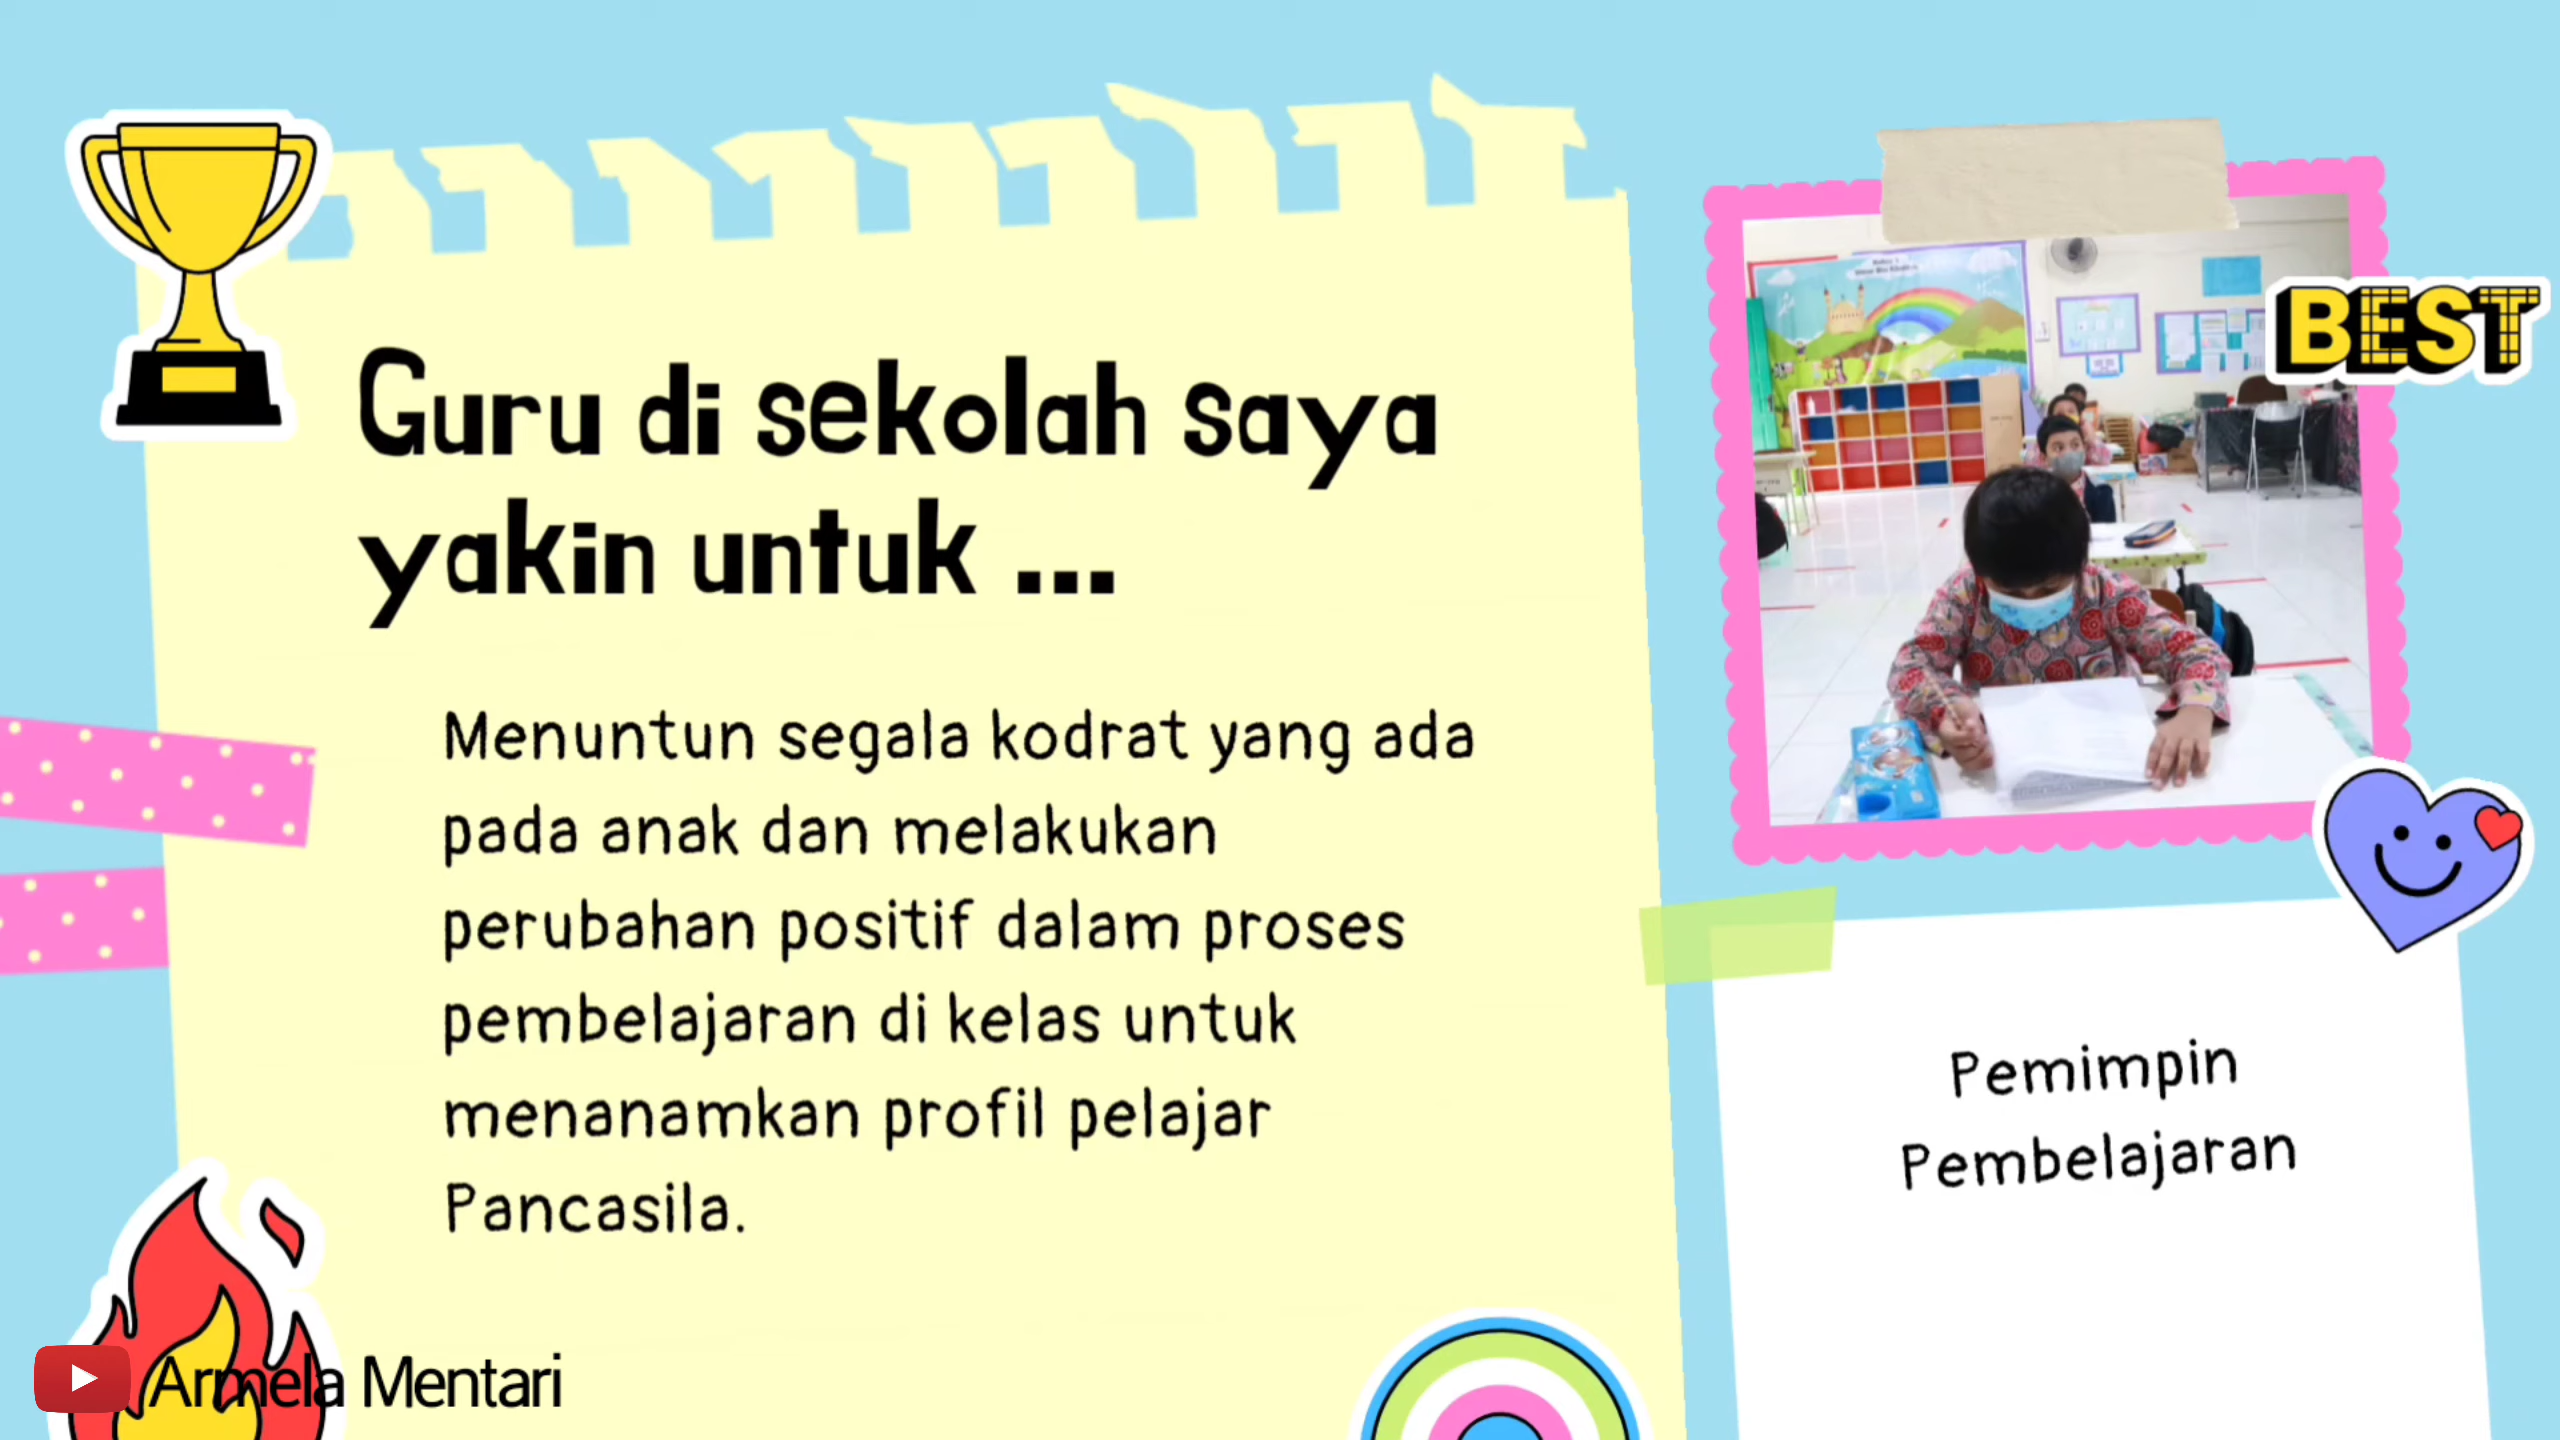 Guru di sekolah saya
yakin untuk ...
Menuntun segala kodrat yang ada
pada anak dan melakukan
perubahan positif dalam proses
pembelajaran di kelas untuk
menanamkan profil pelajar
Pancasila.
BEST
Pemimpin
Pembelajaran
Armela Mentari